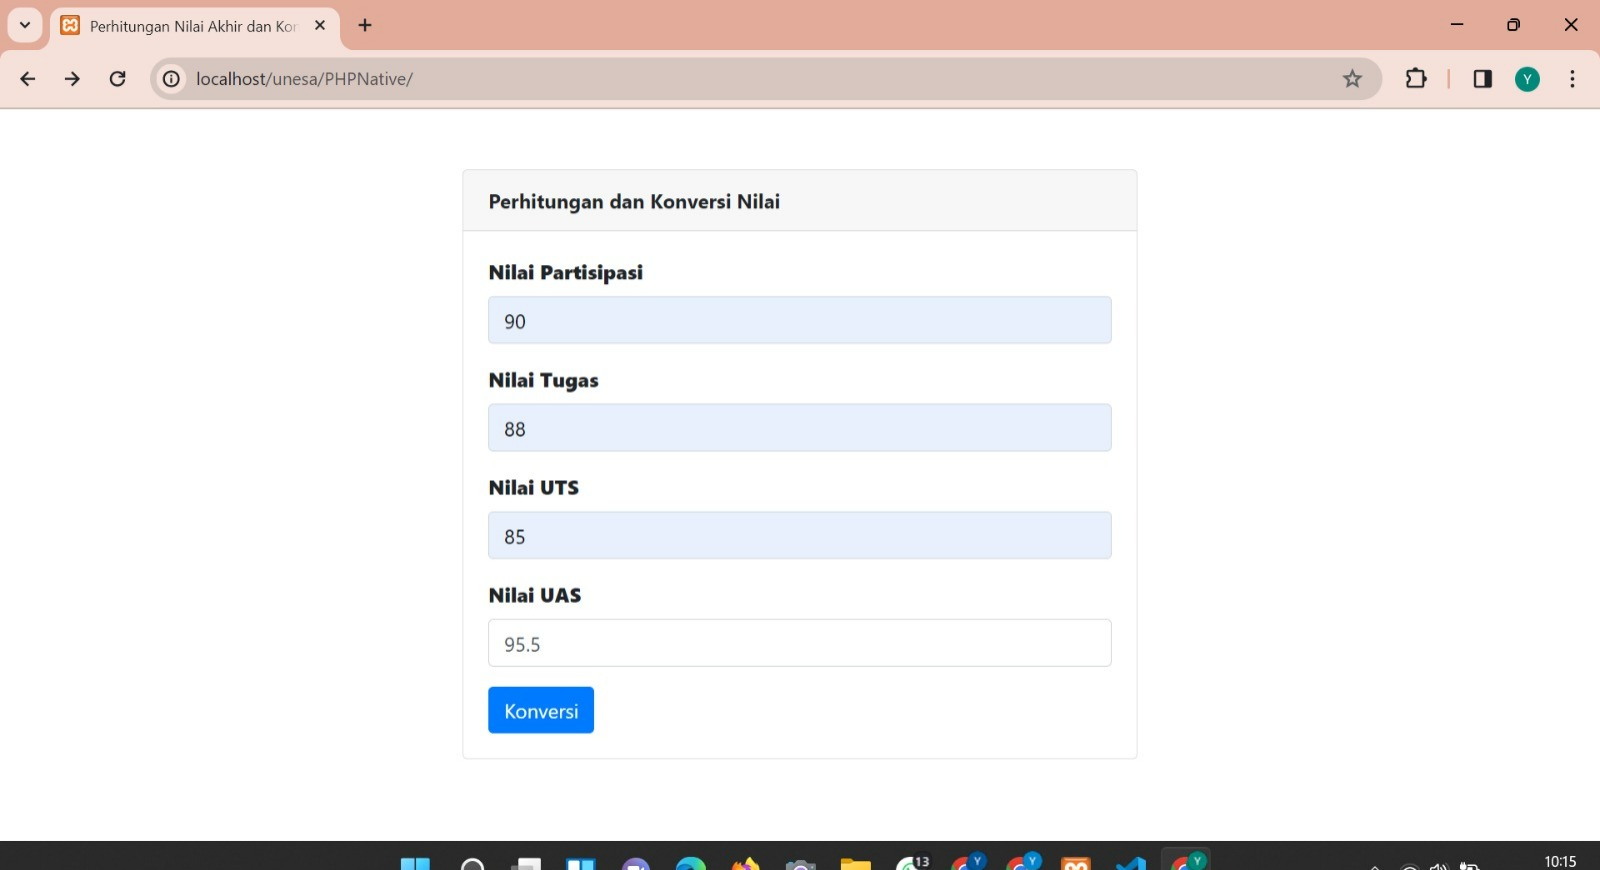 Perhitungan Nilai Akhir dan Kon
localhost/unesa/PHPNative/
Y
Perhitungan dan Konversi Nilai
Nilai Partisipasi
90
Nilai Tugas
88
Nilai UTS
85
Nilai UAS
95.5
Konversi
13
Y
Y
Y
10:15